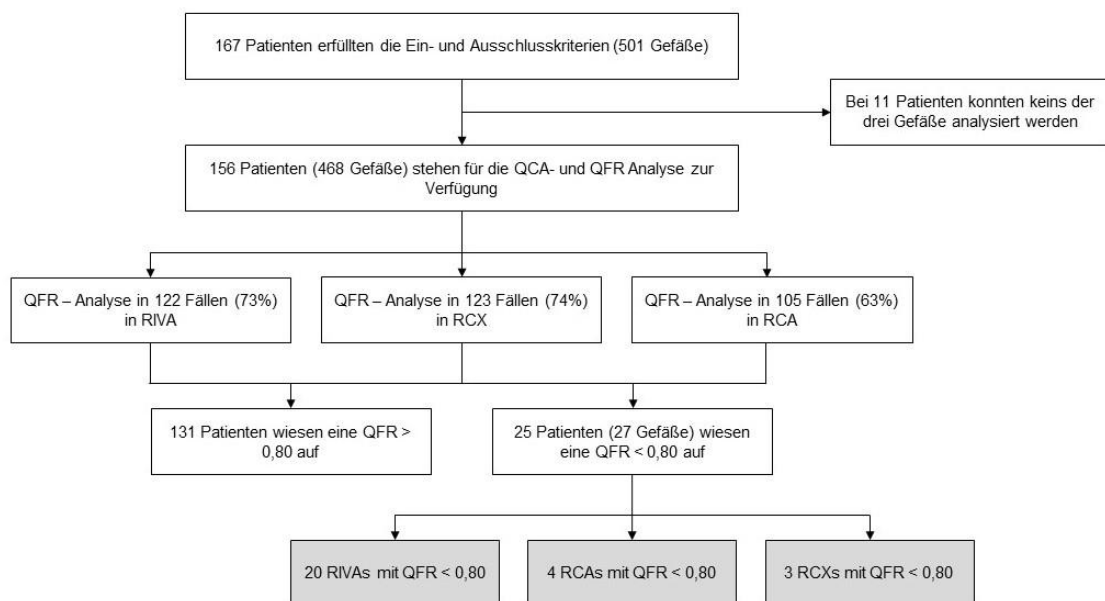 167 Patienten erfüllten die Ein- und Ausschlusskriterien (501 Gefäße)
Bei 11 Patienten konnten keins der
drei Gefäße analysiert werden
156 Patienten (468 Gefäße) stehen für die QCA- und QFR Analyse zur
Verfügung
QFR – Analyse in 122 Fällen (73%)
in RIVA
QFR – Analyse in 123 Fällen (74%)
in RCX
QFR – Analyse in 105 Fällen (63%)
in RCA
131 Patienten wiesen eine QFR >
0,80 auf
25 Patienten (27 Gefäße) wiesen
eine QFR < 0,80 auf
20 RIVAs mit QFR < 0,80
4 RCAs mit QFR < 0,80
3 RCXs mit QFR < 0,80